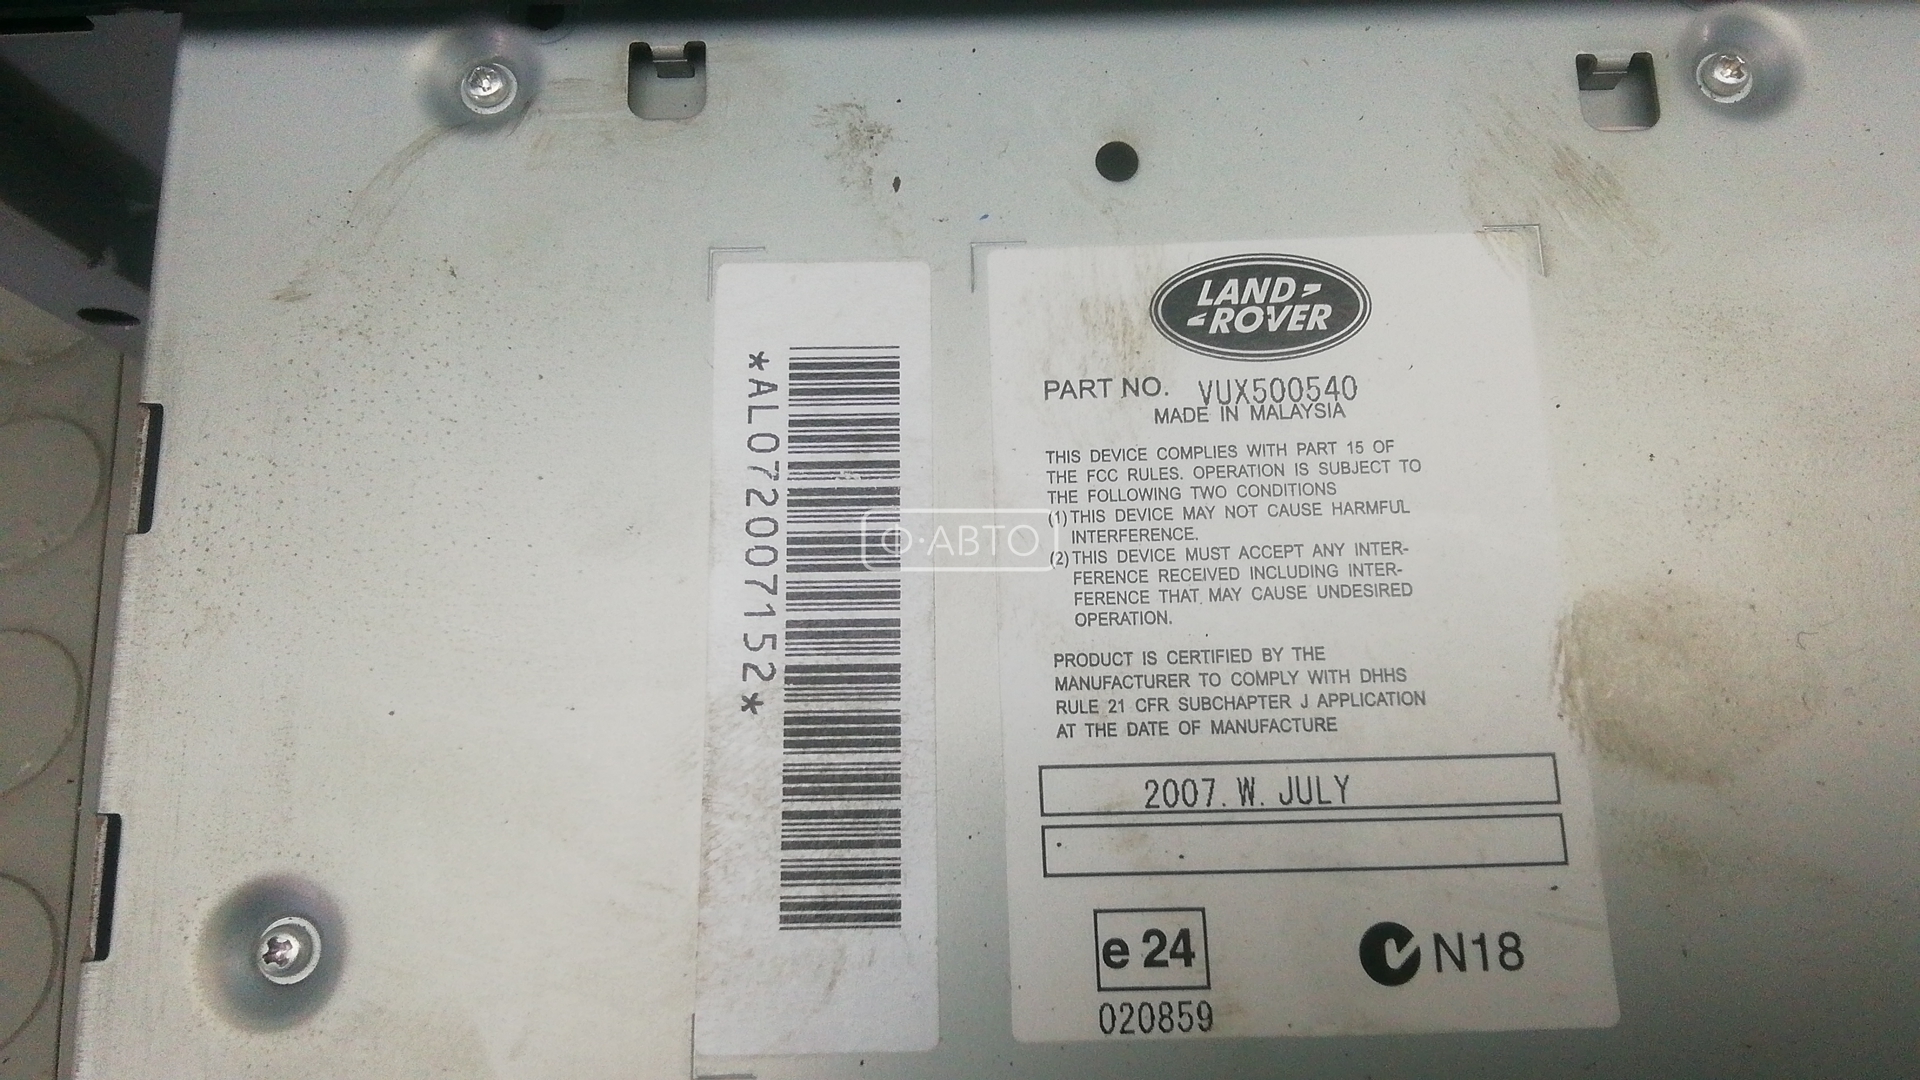 *AL0720007152*
LAND
ROVER
PART NO. VUX500540
MADE IN MALAYSIA
THIS DEVICE COMPLIES WITH PART 15 OF
THE FCC RULES. OPERATION IS SUBJECT TO
THE FOLLOWING TWO CONDITIONS
(1) THIS DEVICE MAY NOT CAUSE HARMFUL
INTERFERENCE.
(2) THIS DEVICE MUST ACCEPT ANY INTER-
FERENCE RECEIVED INCLUDING INTER-
FERENCE THAT MAY CAUSE UNDESIRED
OPERATION.
PRODUCT IS CERTIFIED BY THE
MANUFACTURER TO COMPLY WITH DHHS
RULE 21 CFR SUBCHAPTER J APPLICATION
AT THE DATE OF MANUFACTURE
2007. W. JULY
e 24
020859
N18
Ф·АВТО